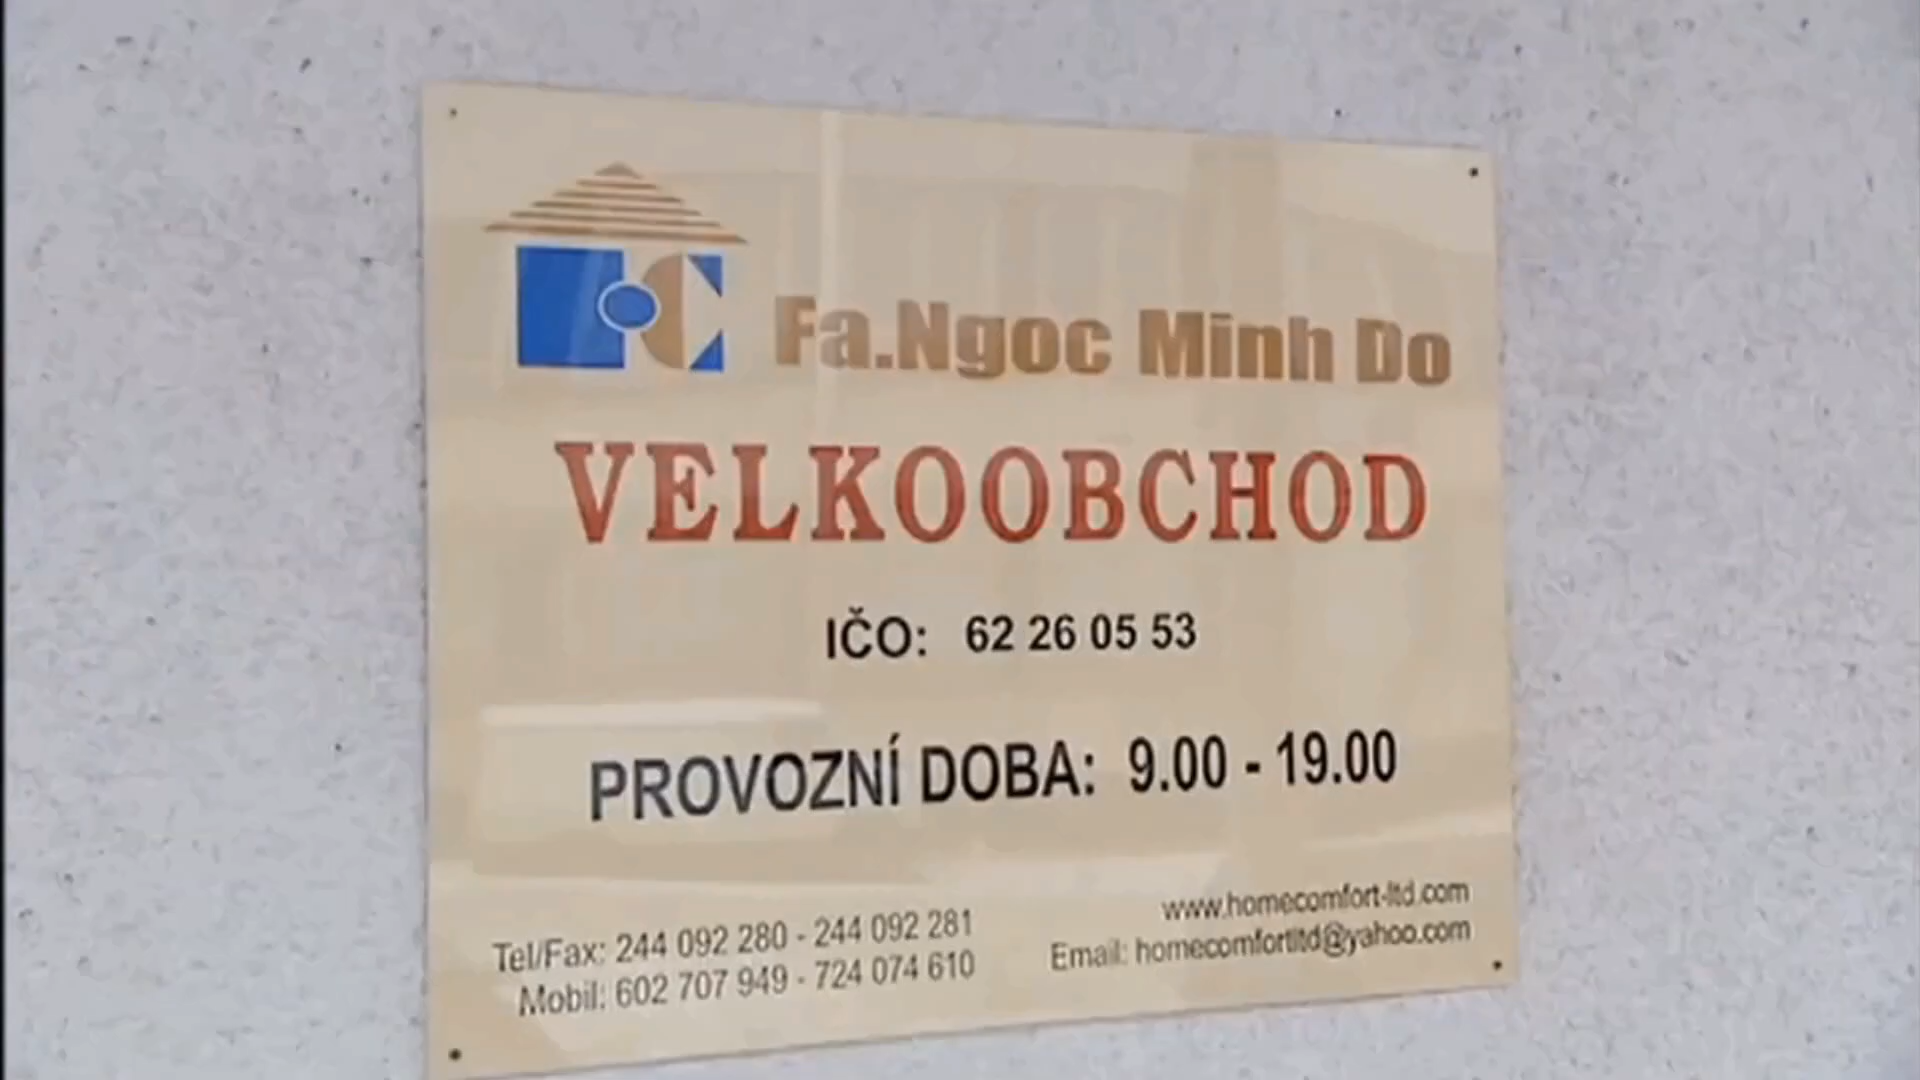 Fa.Ngoc Minh Do
VELKOOBCHOD
IČO: 62 26 05 53
PROVOZNÍ DOBA: 9.00 - 19.00
Tel/Fax: 244 092 280 - 244 092 281
Mobil: 602 707 949 - 724 074 610
www.homecomfort-ltd.com
Email: homecomfortltd@yahoo.com